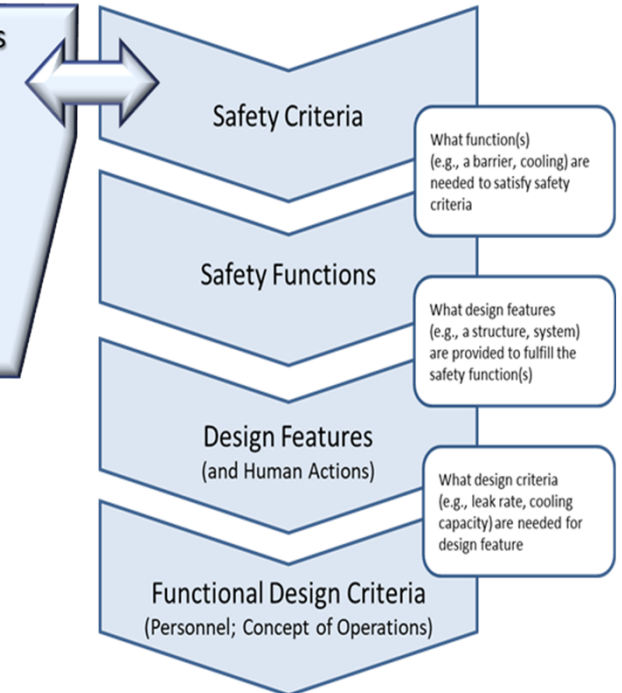 s
Safety Criteria
What function(s)
(e.g., a barrier, cooling) are
needed to satisfy safety
criteria
Safety Functions
What design features
(e.g., a structure, system)
are provided to fulfill the
safety function(s)
Design Features
(and Human Actions)
What design criteria
(e.g., leak rate, cooling
capacity) are needed for
design feature
Functional Design Criteria
(Personnel; Concept of Operations)